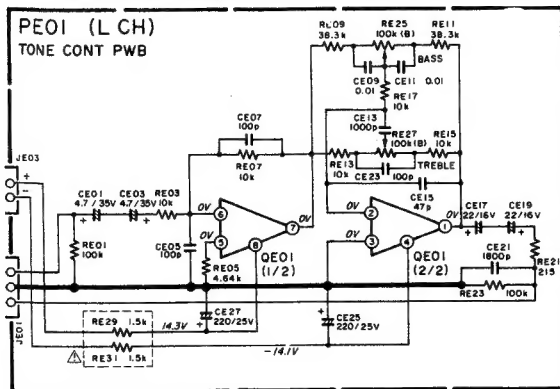 PE01 (L CH)
TONE CONT PWB
RE09
38.3k
RE25
100k(B)
RE11
38.3k
BASS
CE09
0.01
CE11
0.01
RE17
10k
CE13
1000p
RE27
100k(B)
RE15
10k
RE13
10k
TREBLE
CE23
100p
CE15
47p
CE07
100p
RE07
10k
JE03
+
−
CE01
4.7/35V
CE03
4.7/35V
RE03
10k
RE01
100k
CE05
100p
0V
6
0V
5
7
0V
8
QE01
(1/2)
RE05
4.64k
CE27
220/25V
2
3
1
0V
4
QE01
(2/2)
CE25
220/25V
CE17
22/16V
CE19
22/16V
CE21
1800p
RE21
215
RE23
100k
JE01
RE29 1.5k
RE31 1.5k
14.3V
-14.1V